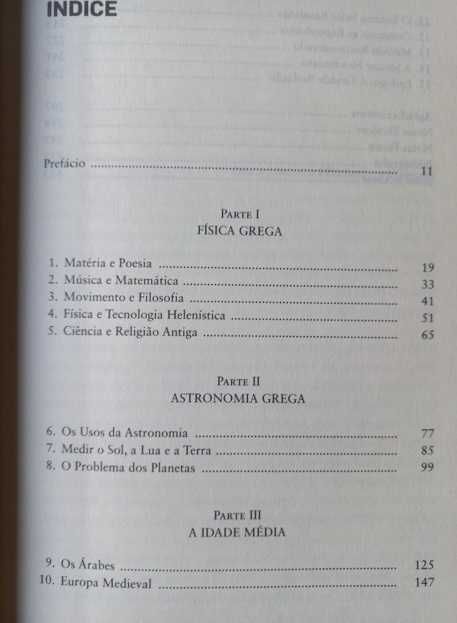 INDICE
Prefácio ........ 11
PARTE I
FÍSICA GREGA
1. Matéria e Poesia ........ 19
2. Música e Matemática ........ 33
3. Movimento e Filosofia ........ 41
4. Física e Tecnologia Helenística ........ 51
5. Ciência e Religião Antiga ........ 65
PARTE II
ASTRONOMIA GREGA
6. Os Usos da Astronomia ........ 77
7. Medir o Sol, a Lua e a Terra ........ 85
8. O Problema dos Planetas ........ 99
PARTE III
A IDADE MÉDIA
9. Os Árabes ........ 125
10. Europa Medieval ........ 147